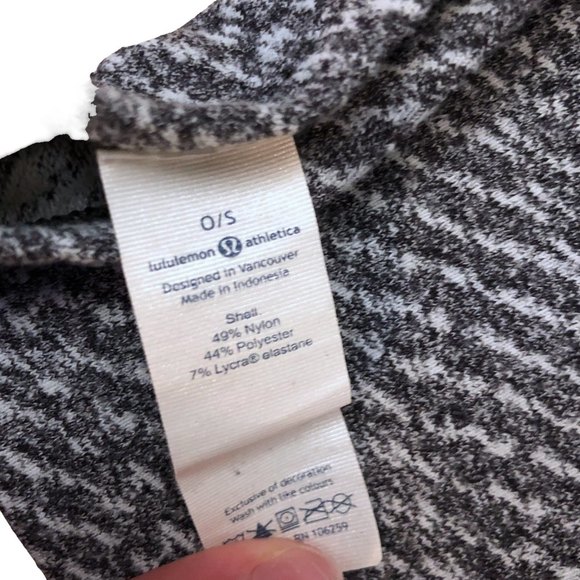 O/S
lululemon athletica
Designed in Vancouver
Made in Indonesia
Shell:
49% Nylon
44% Polyester
7% Lycra® elastane
Exclusive of decoration
Wash with like colours
RN 106259